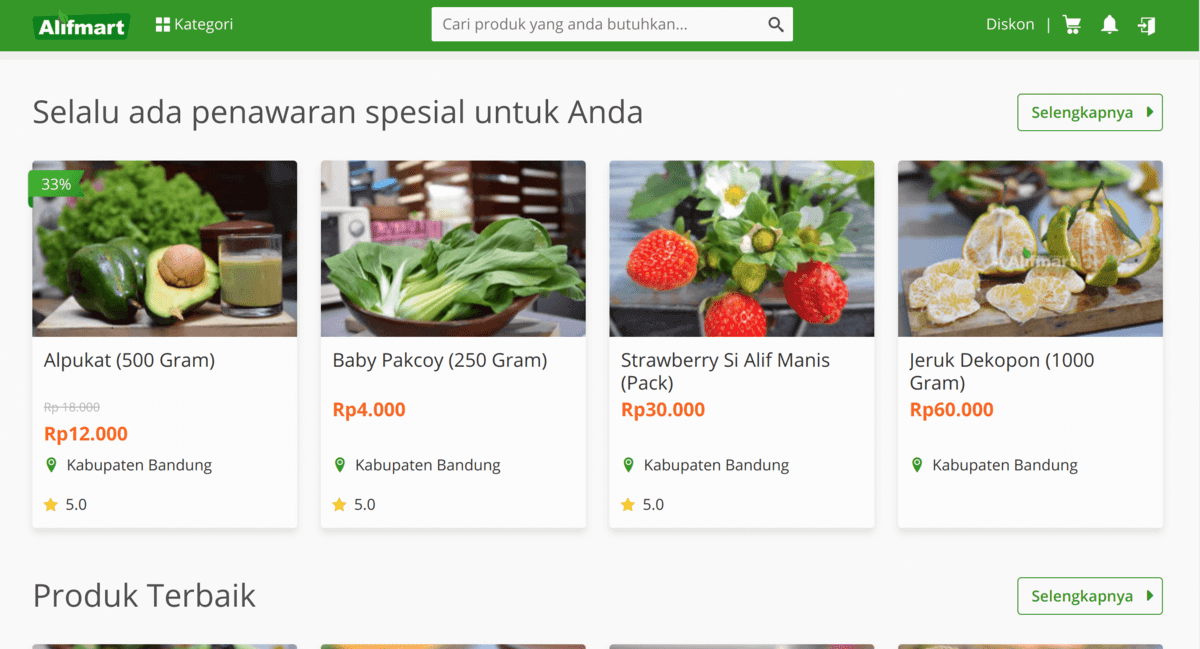 Alifmart
Kategori
Cari produk yang anda butuhkan...
Diskon |
Selalu ada penawaran spesial untuk Anda
Selengkapnya
33%
Alifmart
Alpukat (500 Gram)
Rp 18.000
Rp12.000
Kabupaten Bandung
5.0
Baby Pakcoy (250 Gram)
Rp4.000
Kabupaten Bandung
5.0
Strawberry Si Alif Manis
(Pack)
Rp30.000
Kabupaten Bandung
5.0
Jeruk Dekopon (1000
Gram)
Rp60.000
Kabupaten Bandung
Produk Terbaik
Selengkapnya